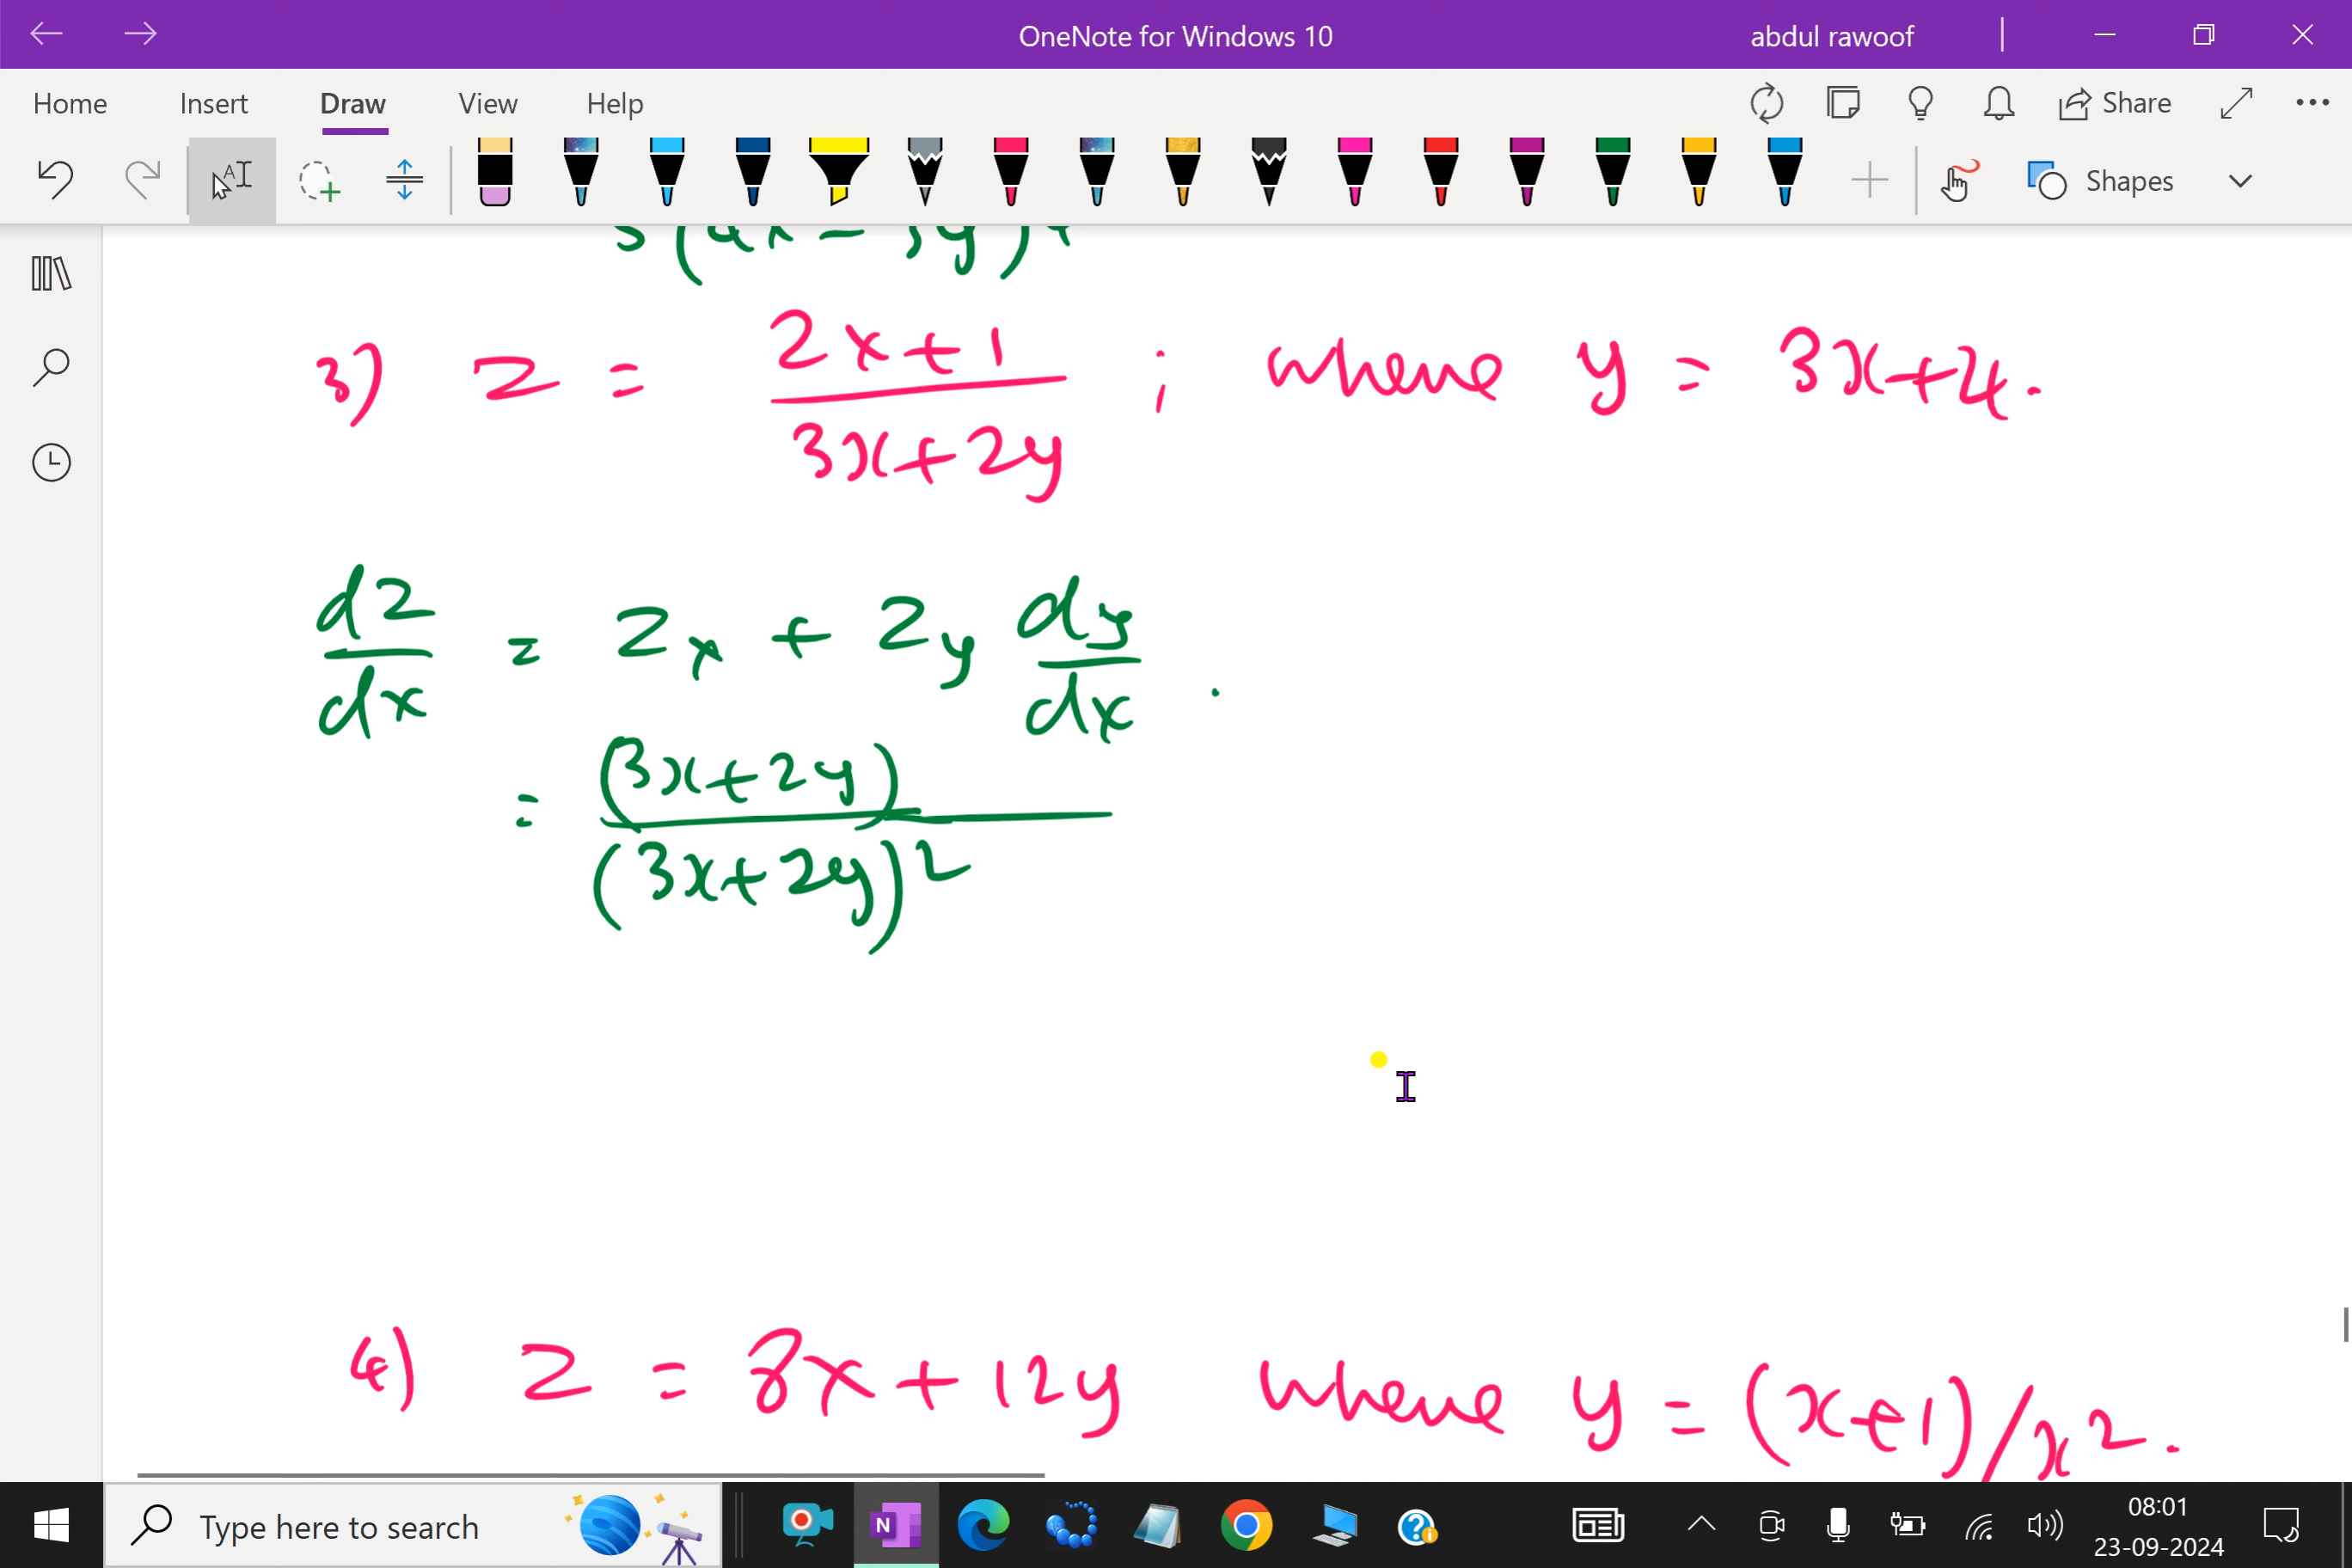 OneNote for Windows 10
abdul rawoof
Home Insert Draw View Help
Share
Shapes
3) z = (2x+1)/(3x+2y) ; where y = 3x+4.
dz/dx = zx + zy dy/dx .
= (3x+2y)/(3x+2y)²
4) z = 8x+12y where y = (x+1)/x².
Type here to search
N
08:01
23-09-2024